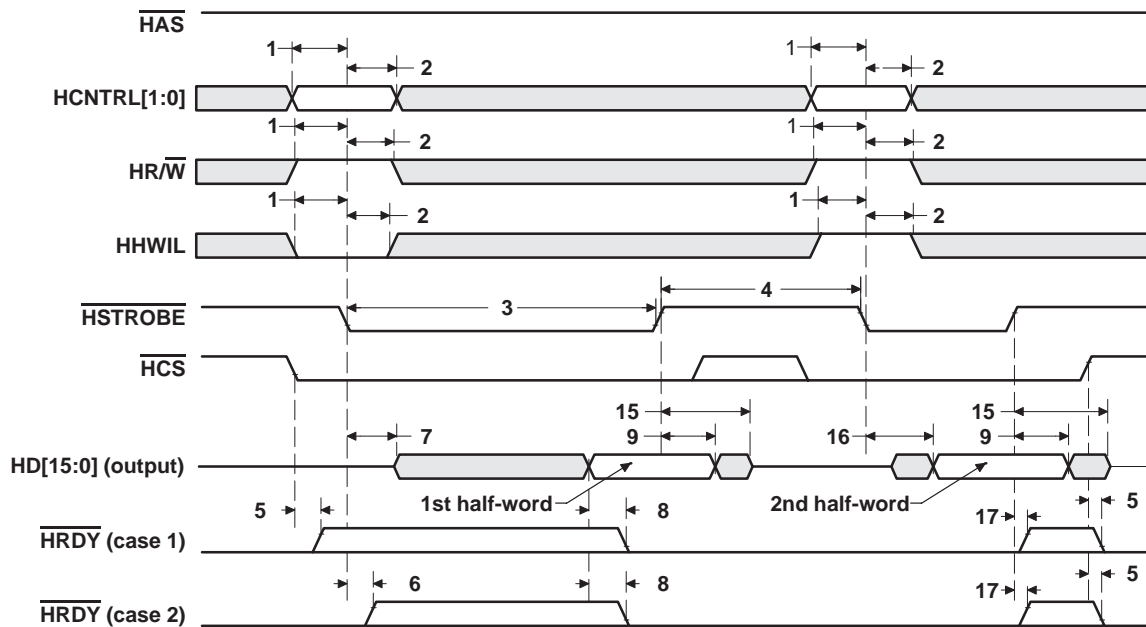 HAS
1 1
2 2
HCNTRL[1:0]
1 1
2 2
HR/W
1 1
2 2
HHWIL
3 4
HSTROBE
HCS
15 15
7 9 16 9
HD[15:0] (output)
1st half-word 2nd half-word
5 8 17 5
HRDY (case 1)
6 8 17 5
HRDY (case 2)